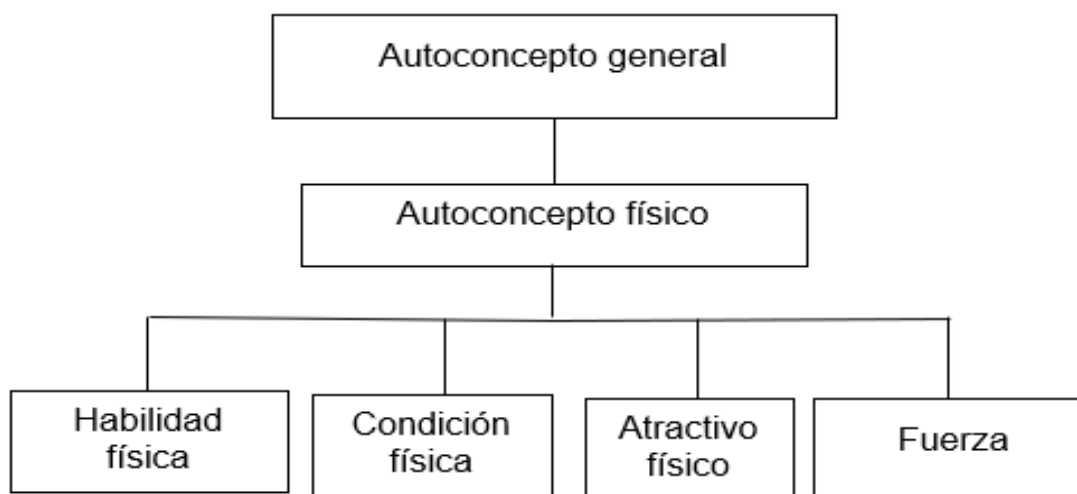 Autoconcepto general
Autoconcepto físico
Habilidad
física
Condición
física
Atractivo
físico
Fuerza